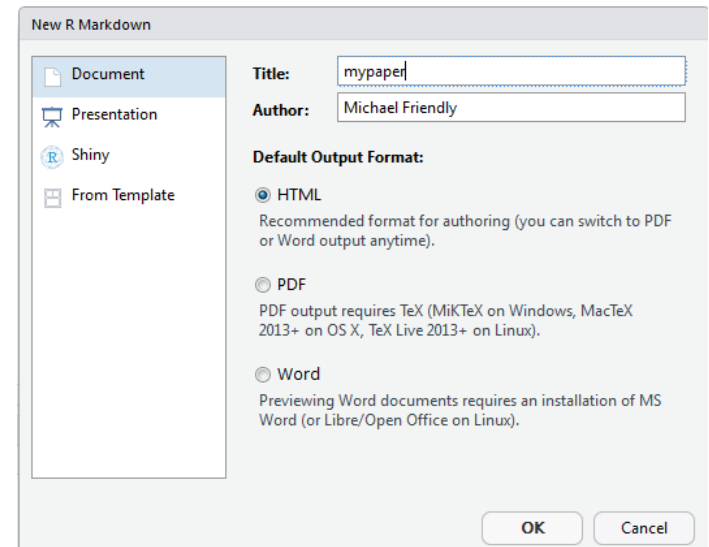 New R Markdown
Document
Presentation
Shiny
From Template
Title: mypaper
Author: Michael Friendly
Default Output Format:
HTML
Recommended format for authoring (you can switch to PDF
or Word output anytime).
PDF
PDF output requires TeX (MiKTeX on Windows, MacTeX
2013+ on OS X, TeX Live 2013+ on Linux).
Word
Previewing Word documents requires an installation of MS
Word (or Libre/Open Office on Linux).
OK Cancel